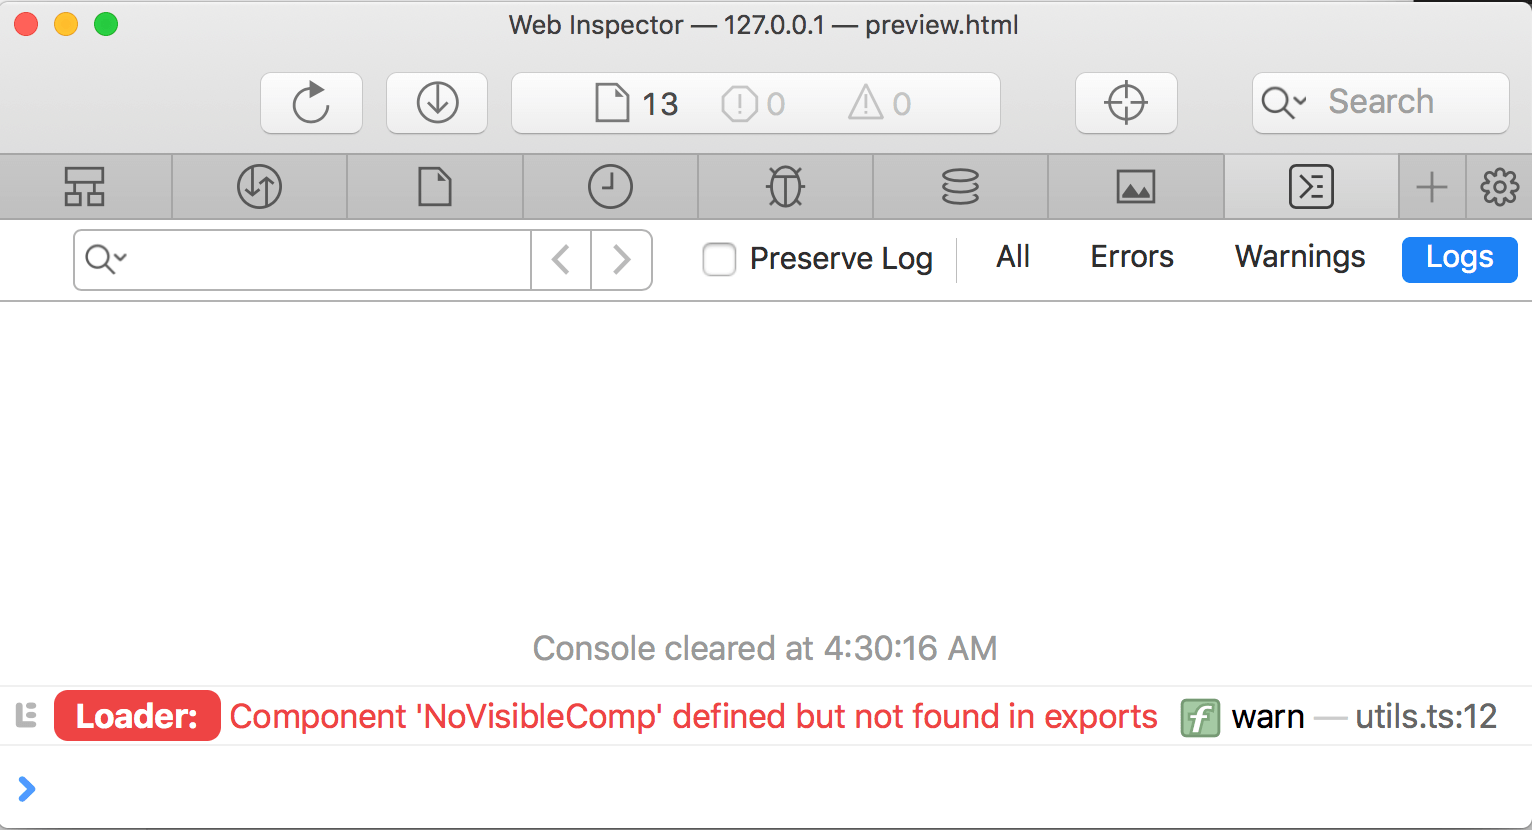 Web Inspector — 127.0.0.1 — preview.html
13 0 0 Search
Preserve Log All Errors Warnings Logs
Console cleared at 4:30:16 AM
Loader: Component 'NoVisibleComp' defined but not found in exports f warn — utils.ts:12